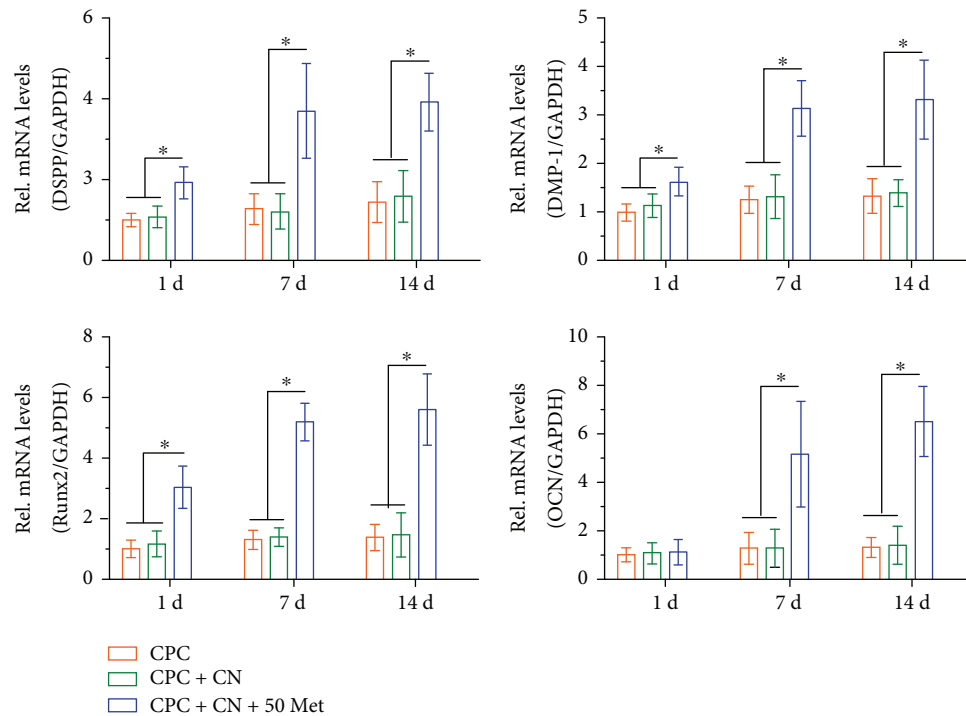 Rel. mRNA levels
(DSPP/GAPDH)
6
4
3
0
*
*
*
1 d
7 d
14 d
Rel. mRNA levels
(DMP-1/GAPDH)
5
4
3
2
1
0
*
*
*
1 d
7 d
14 d
Rel. mRNA levels
(Runx2/GAPDH)
8
6
4
2
0
*
*
*
1 d
7 d
14 d
Rel. mRNA levels
(OCN/GAPDH)
10
8
6
4
2
0
*
*
1 d
7 d
14 d
CPC
CPC + CN
CPC + CN + 50 Met